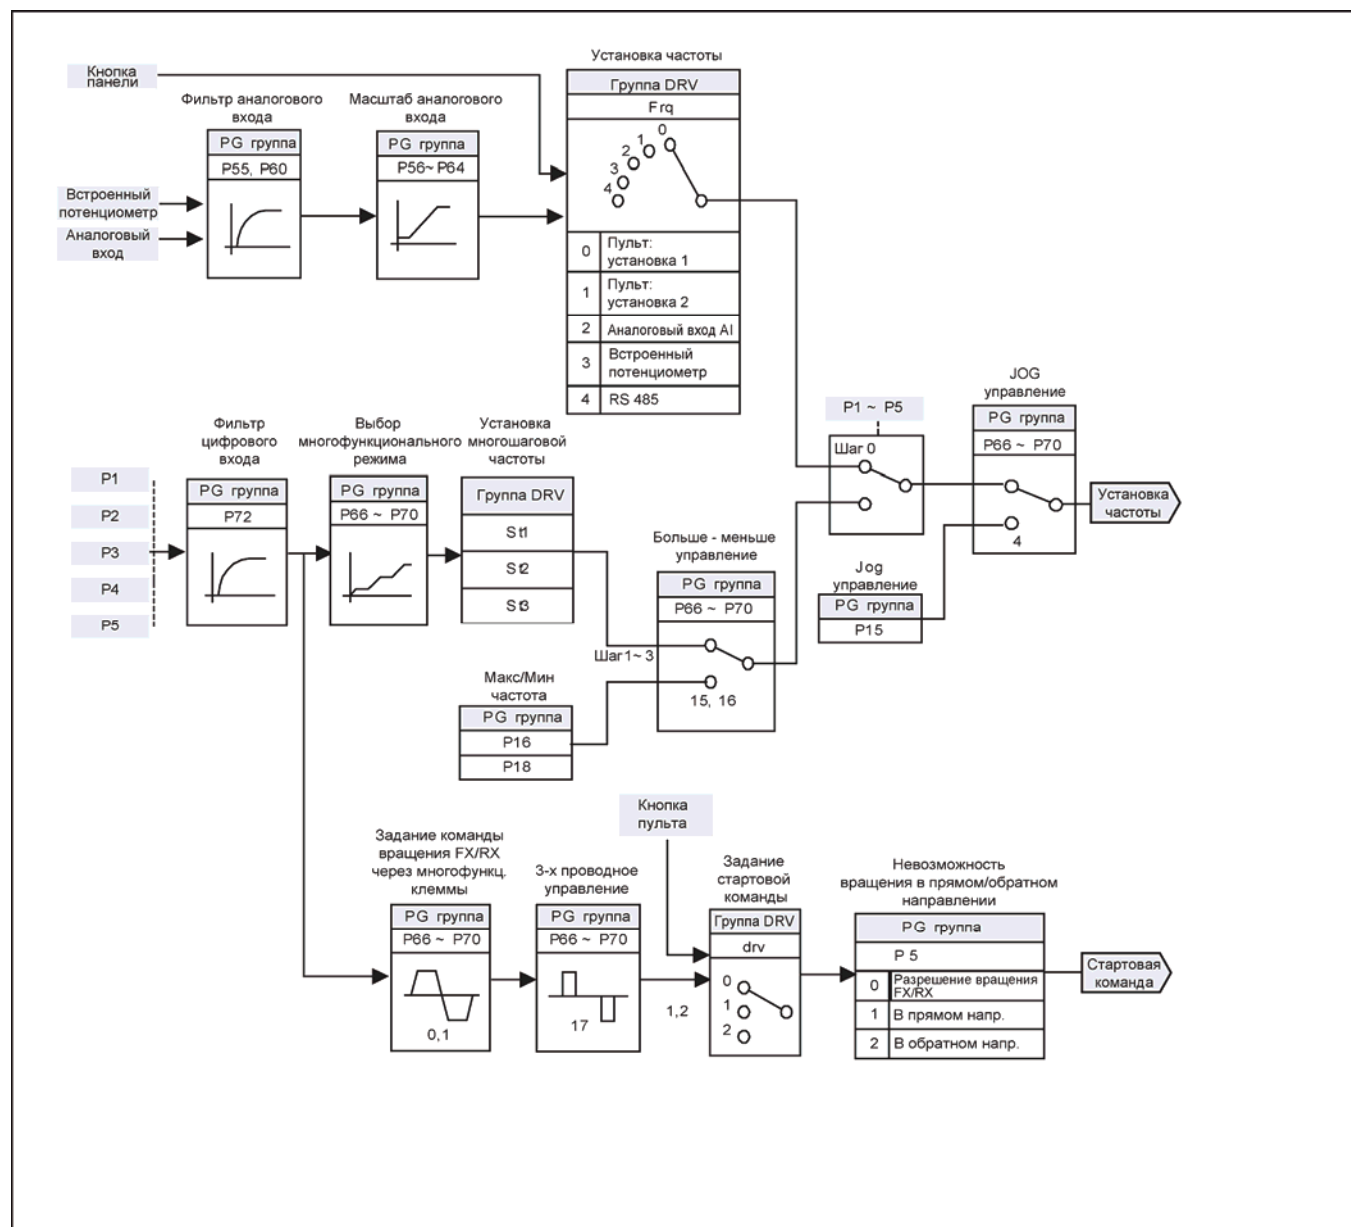 Установка частоты
Кнопка
панели
Группа DRV
Frq
0
1
2
3
4
Фильтр аналогового
входа
PG группа
P55, P60
Масштаб аналогового
входа
PG группа
P56~ P64
Встроенный
потенциометр
Аналоговый
вход
0 Пульт:
установка 1
1 Пульт:
установка 2
2 Аналоговый вход AI
3 Встроенный
потенциометр
4 RS 485
P1 ~ P5
Шаг 0
JOG
управление
PG группа
P66 ~ P70
4
Установка
частоты
Jog
управление
PG группа
P15
P1
P2
P3
P4
P5
Фильтр
цифрового
входа
PG группа
P72
Выбор
многофункционального
режима
PG группа
P66 ~ P70
Установка
многошаговой
частоты
Группа DRV
St1
St2
St3
Больше - меньше
управление
PG группа
P66 ~ P70
Шаг1~ 3
15, 16
Макс/Мин
частота
PG группа
P16
P18
Кнопка
пульта
Задание команды
вращения FX/RX
через многофункц.
клеммы
PG группа
P66 ~ P70
0,1
3-х проводное
управление
PG группа
P66 ~ P70
17
1,2
Задание
стартовой
команды
Группа DRV
drv
0
1
2
Невозможность
вращения в прямом/обратном
направлении
PG группа
P 5
0 Разрешение вращения
FX/RX
1 В прямом напр.
2 В обратном напр.
Стартовая
команда